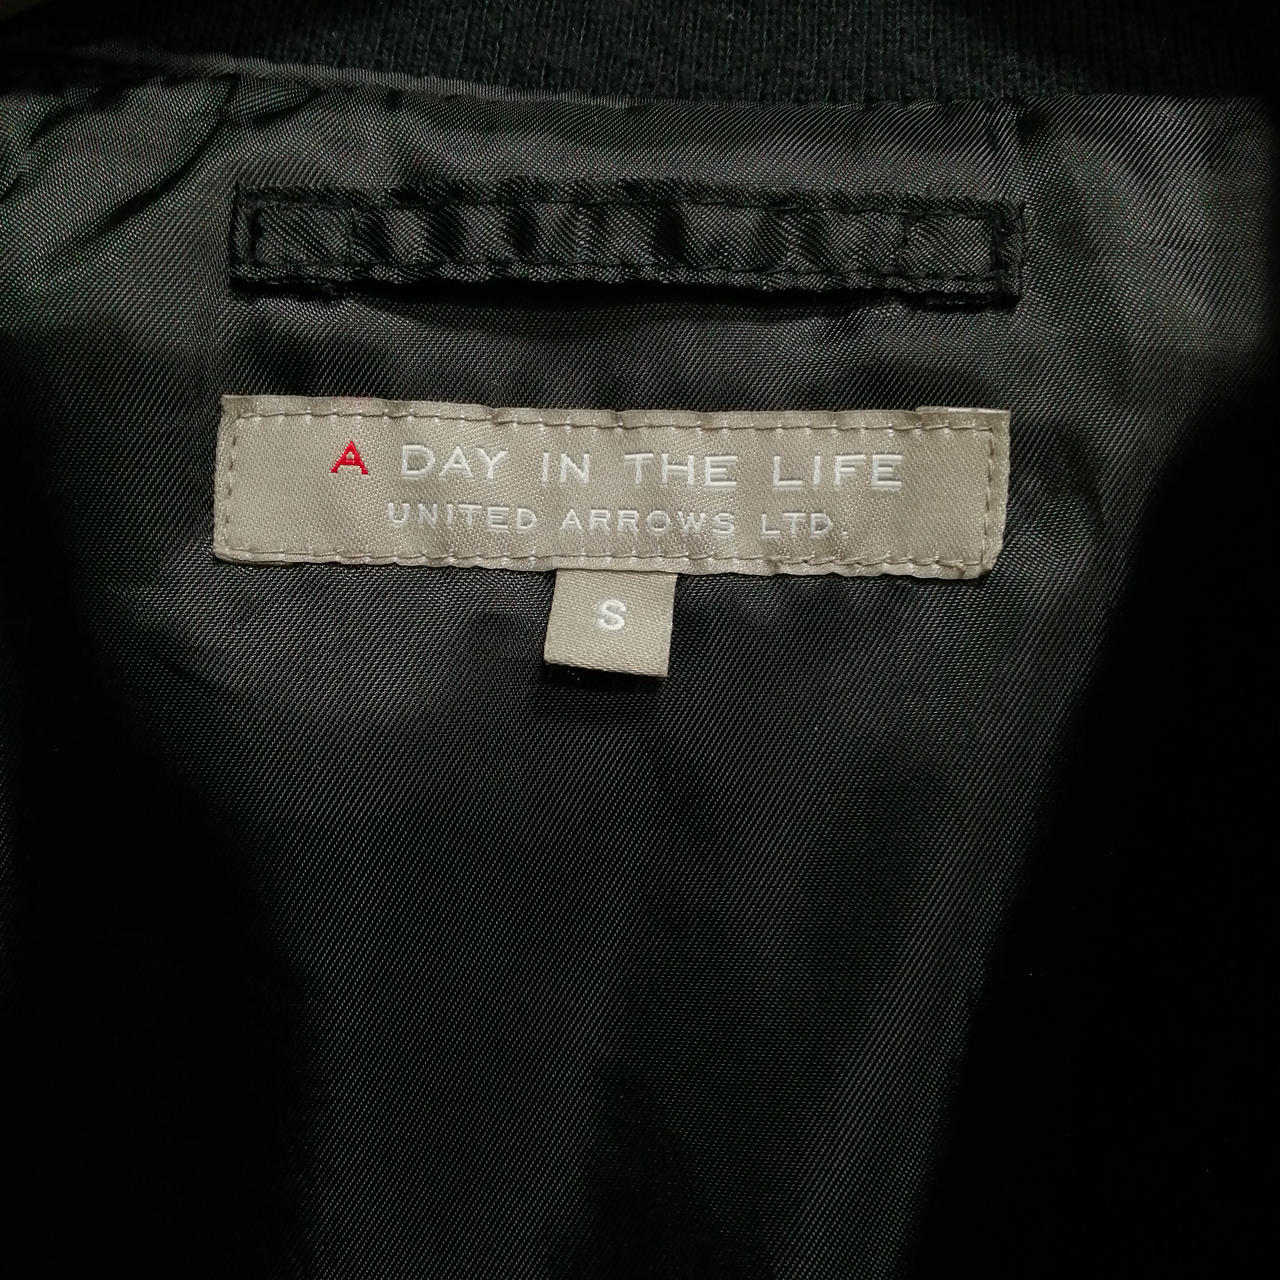 A DAY IN THE LIFE
UNITED ARROWS LTD.
S